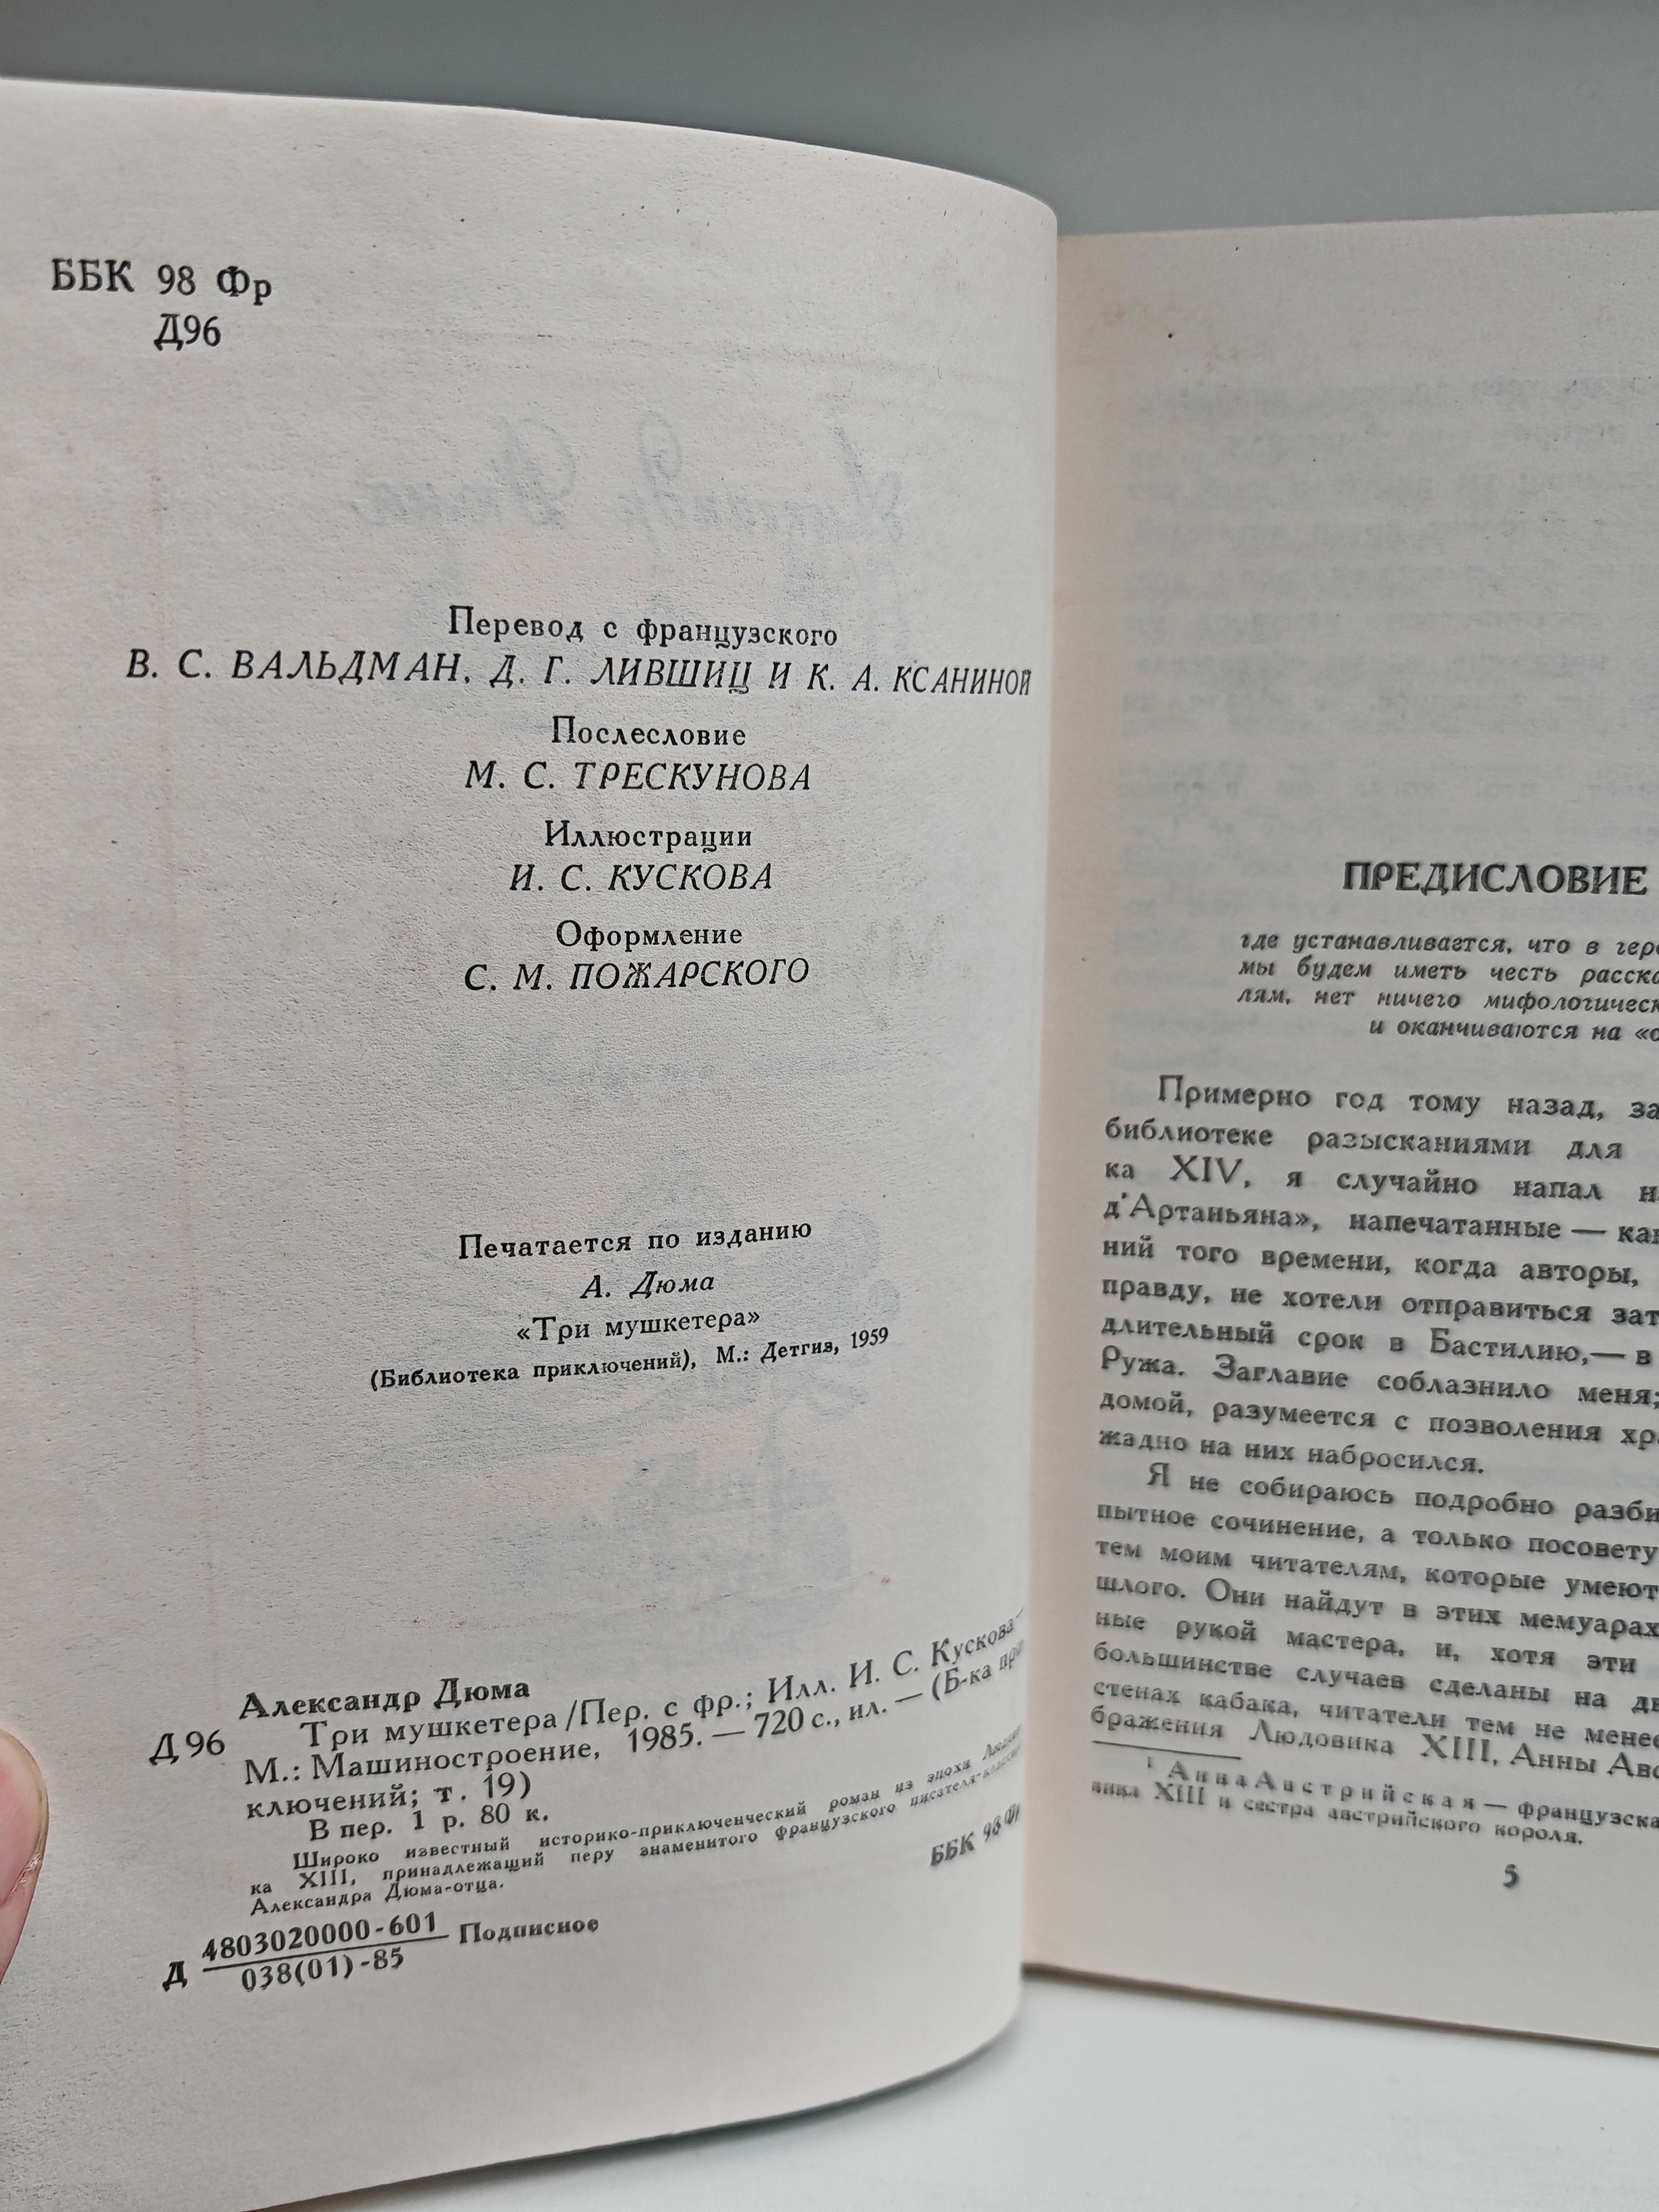 ББК 98 Фр
Д96
Перевод с французского
В. С. ВАЛЬДМАН, Д. Г. ЛИВШИЦ И К. А. КСАНИНОЙ
Послесловие
М. С. ТРЕСКУНОВА
Иллюстрации
И. С. КУСКОВА
Оформление
С. М. ПОЖАРСКОГО
Печатается по изданию
А. Дюма
«Три мушкетера»
(Библиотека приключений), М.: Детгиз, 1959
Александр Дюма
Д 96 Три мушкетера/Пер. с фр.; Илл. И. С. Кускова —
М.: Машиностроение, 1985. — 720 с., ил. — (Б-ка при
ключений; т. 19)
В пер. 1 р. 80 к.
Широко известный историко-приключенческий роман из эпохи
ка XIII, принадлежащий перу знаменитого французского
Александра Дюма-отца.
ББК 98 Фр
Д 4803020000-601 Подписное
038(01)-85
ПРЕДИСЛОВИЕ
где устанавливается, что в
мы будем иметь честь
лям, нет ничего
и оканчиваются на
Примерно год тому назад,
библиотеке разысканиями для
ка XIV, я случайно напал
д'Артаньяна», напечатанные —
ний того времени, когда авторы,
правду, не хотели отправиться
длительный срок в Бастилию,— в
Ружа. Заглавие соблазнило меня;
домой, разумеется с позволения
жадно на них набросился.
Я не собираюсь подробно
пытное сочинение, а только
тем моим читателям, которые умеют
шлого. Они найдут в этих мемуарах
ные рукой мастера, и, хотя эти
большинстве случаев сделаны на
стенах кабака, читатели тем не менее
бражения Людовика XIII, Анны
¹ Анна Австрийская —
вика XIII и сестра австрийского короля.
5